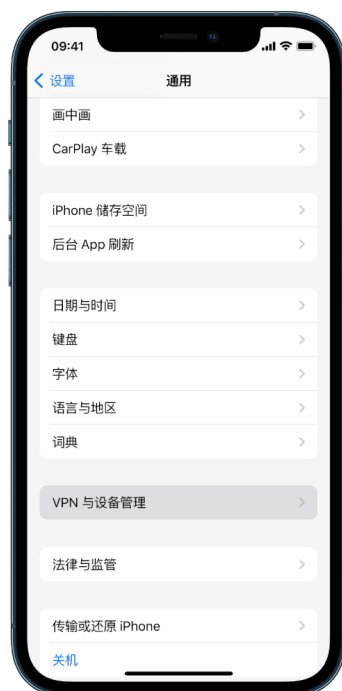 09:41
设置
通用
画中画
CarPlay 车载
iPhone 储存空间
后台 App 刷新
日期与时间
键盘
字体
语言与地区
词典
VPN 与设备管理
法律与监管
传输或还原 iPhone
关机